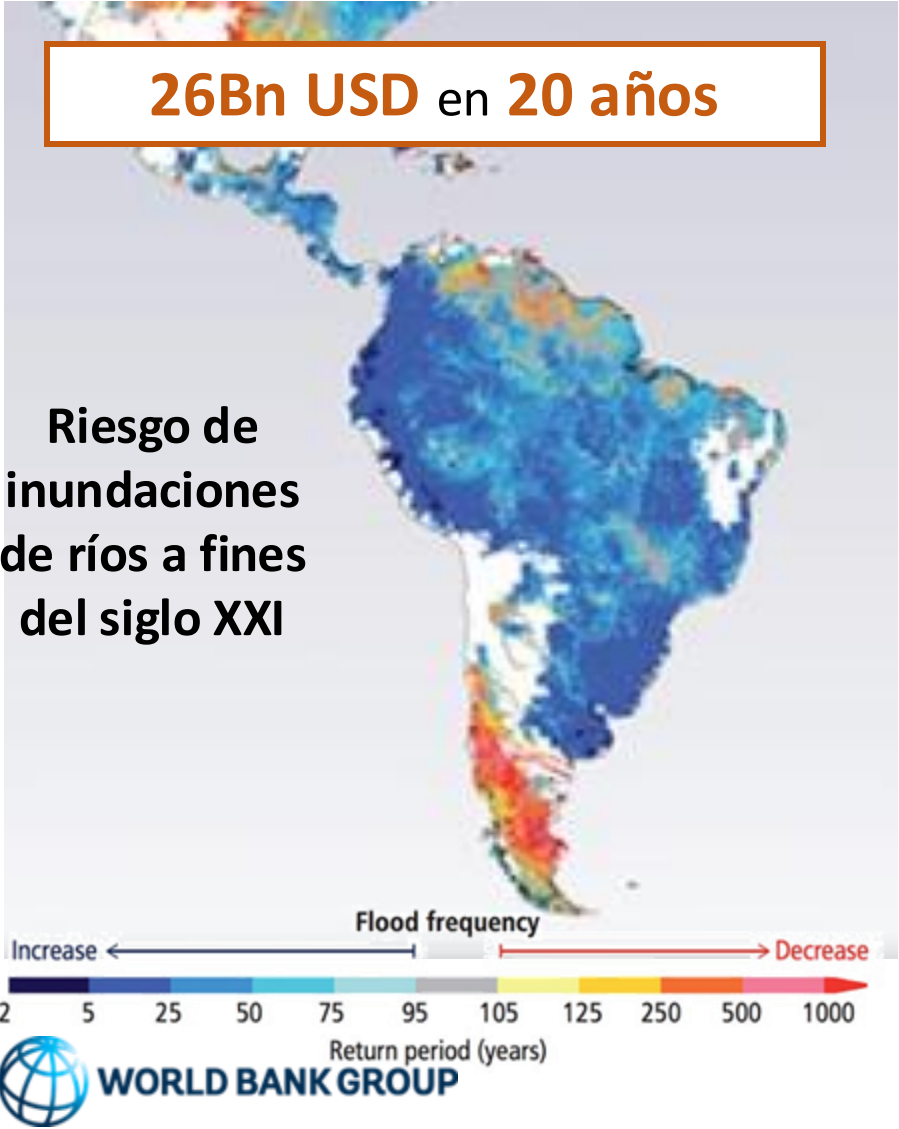 26Bn USD en 20 años
Riesgo de
inundaciones
de ríos a fines
del siglo XXI
Flood frequency
Increase Decrease
2 5 25 50 75 95 105 125 250 500 1000
Return period (years)
WORLD BANK GROUP